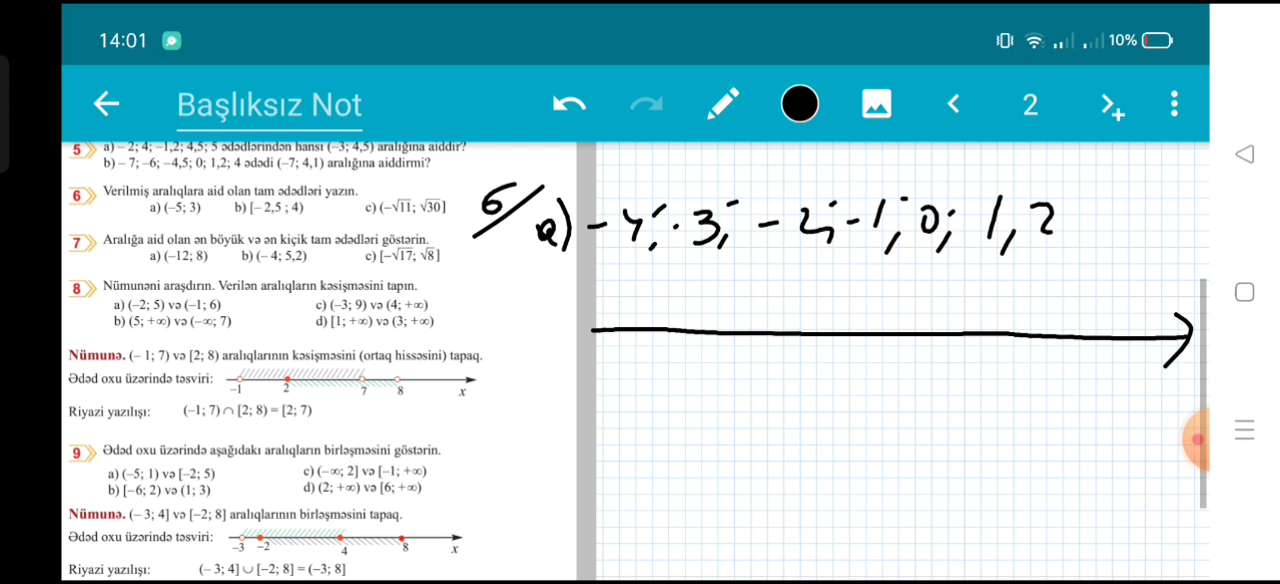 14:01 10%
Başlıksız Not 2
5 a) – 2; 4; –1,2; 4,5; 5 ədədlərindən hansı (–3; 4,5) aralığına aiddir?
b) – 7; –6; –4,5; 0; 1,2; 4 ədədi (–7; 4,1) aralığına aiddirmi?
6 Verilmiş aralıqlara aid olan tam ədədləri yazın.
a) (–5; 3) b) [– 2,5 ; 4) c) (–√11; √30]
7 Aralığa aid olan ən böyük və ən kiçik tam ədədləri göstərin.
a) (–12; 8) b) (– 4; 5,2) c) [–√17; √8]
8 Nümunəni araşdırın. Verilən aralıqların kəsişməsini tapın.
a) (–2; 5) və (–1; 6) c) (–3; 9) və (4; +∞)
b) (5; +∞) və (–∞; 7) d) [1; +∞) və (3; +∞)
Nümunə. (– 1; 7) və [2; 8) aralıqlarının kəsişməsini (ortaq hissəsini) tapaq.
Ədəd oxu üzərində təsviri:
–1 2 7 8 x
Riyazi yazılışı: (–1; 7) ∩ [2; 8) = [2; 7)
9 Ədəd oxu üzərində aşağıdakı aralıqların birləşməsini göstərin.
a) (–5; 1) və [–2; 5) c) (–∞; 2] və [–1; +∞)
b) [–6; 2) və (1; 3) d) (2; +∞) və [6; +∞)
Nümunə. (– 3; 4] və [–2; 8] aralıqlarının birləşməsini tapaq.
Ədəd oxu üzərində təsviri:
–3 –2 4 8 x
Riyazi yazılışı: (– 3; 4] ∪ [–2; 8] = (–3; 8]
6/ a) – 4; - 3; – 2; -1; 0; 1, 2